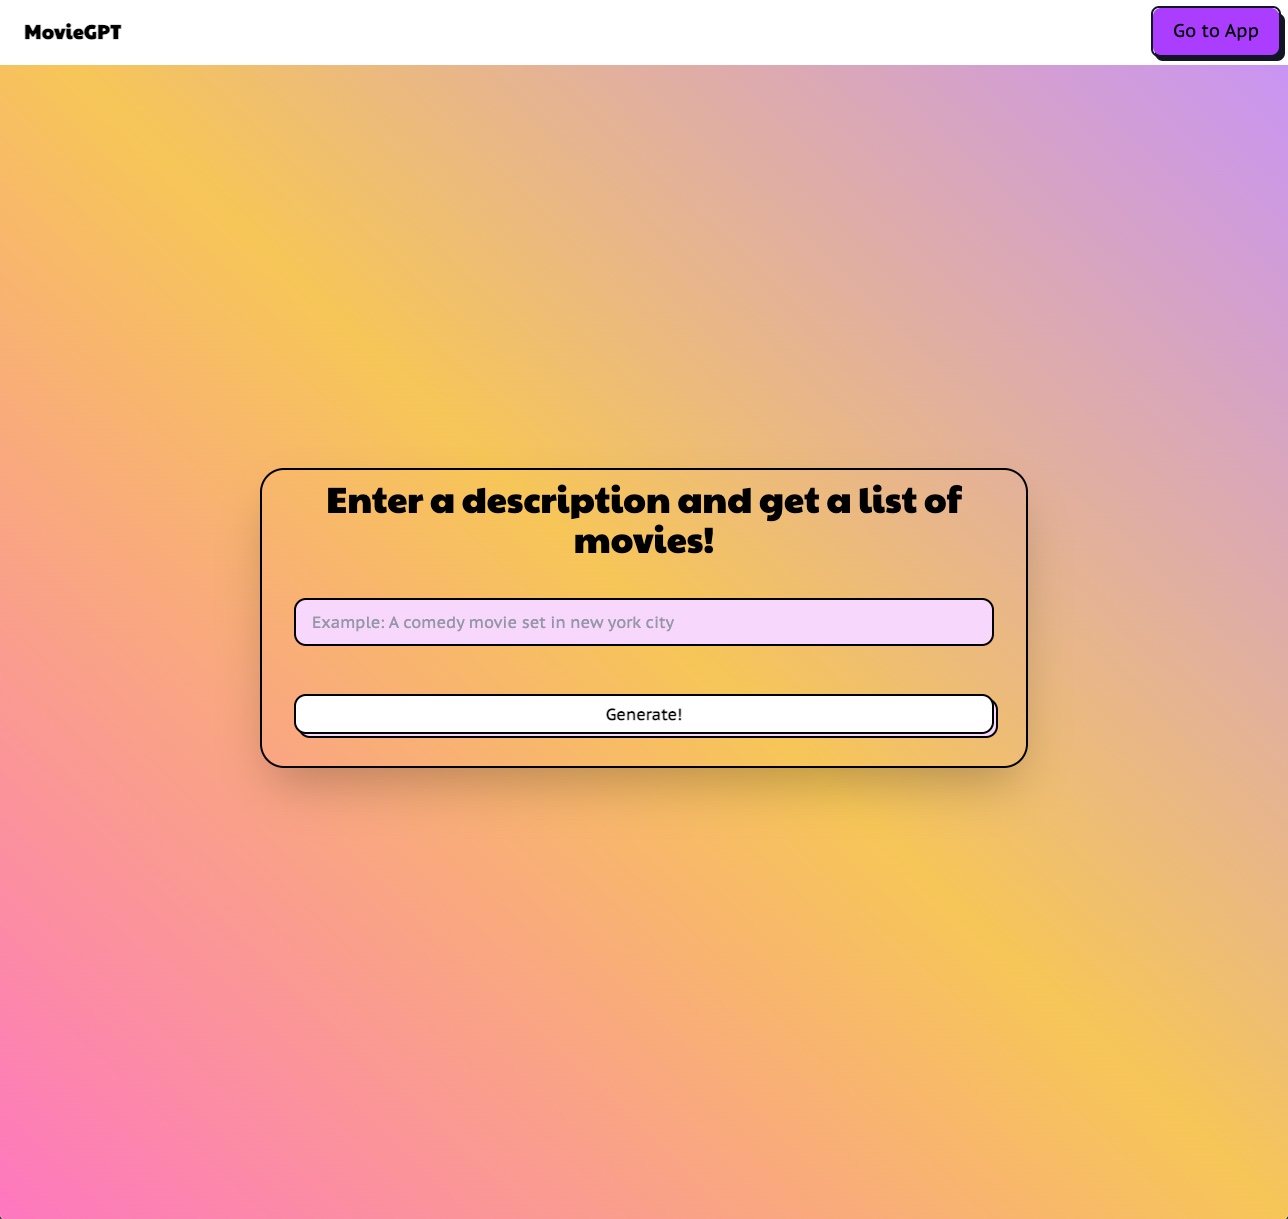 MovieGPT
Go to App
Enter a description and get a list of
movies!
Example: A comedy movie set in new york city
Generate!